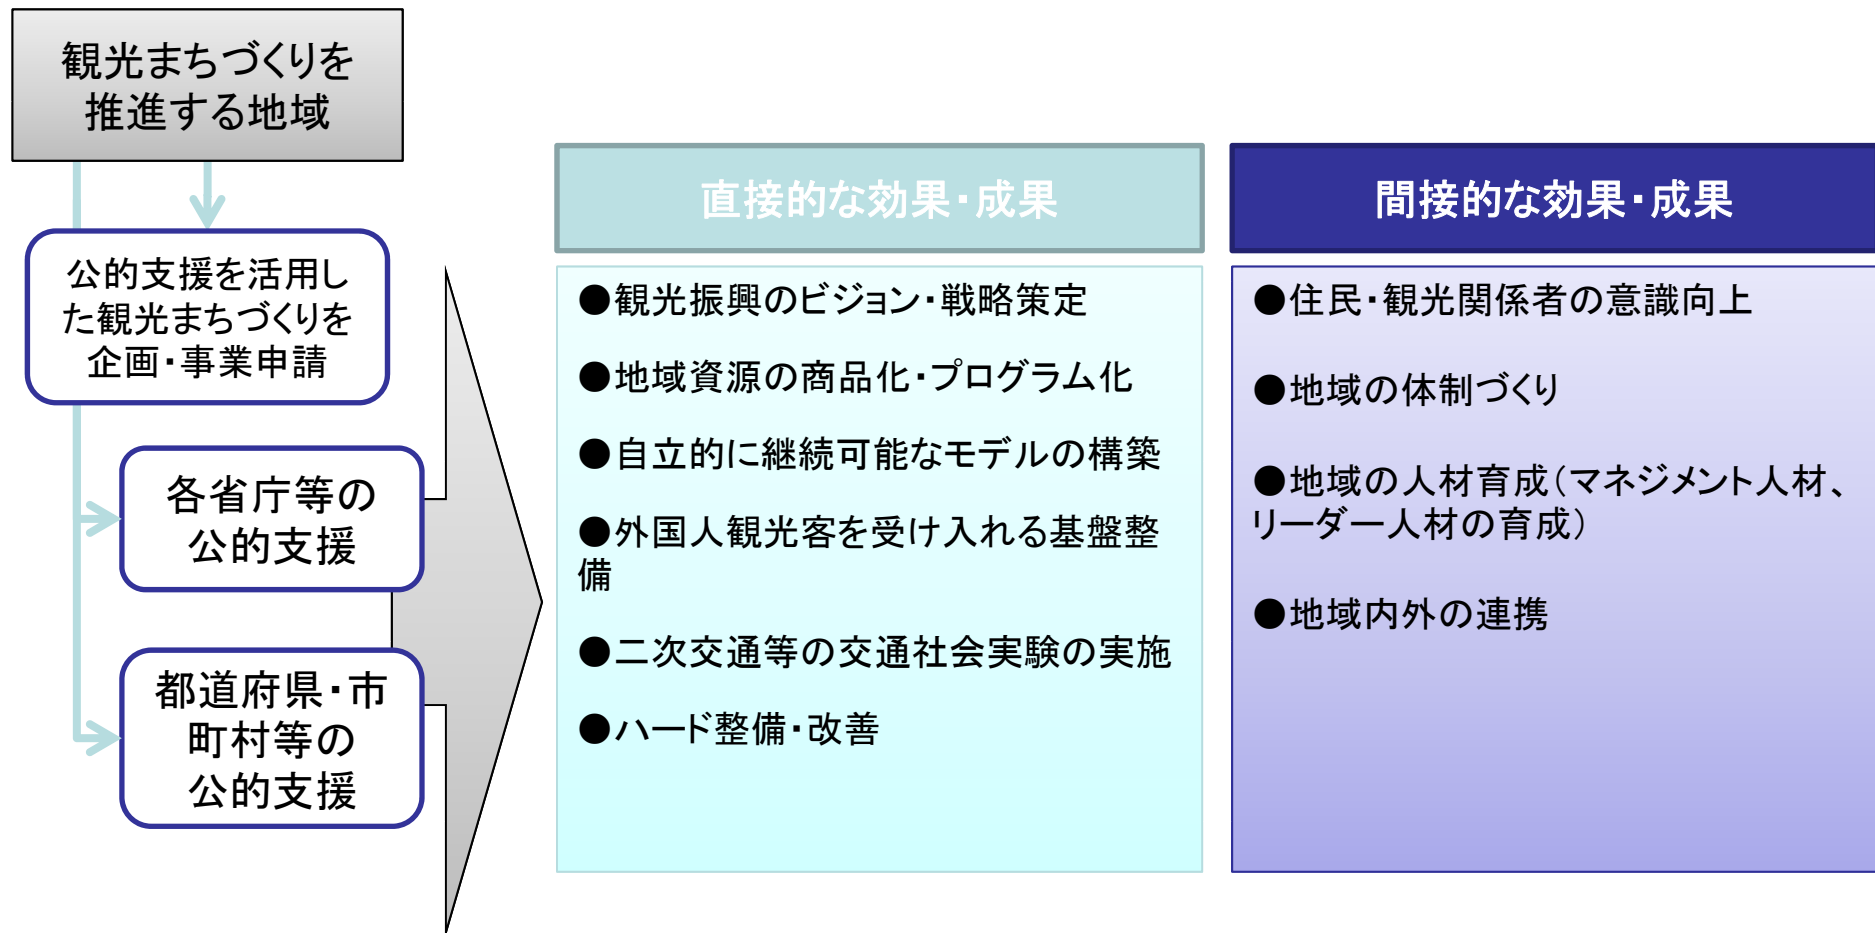 観光まちづくりを
推進する地域
公的支援を活用し
た観光まちづくりを
企画・事業申請
各省庁等の
公的支援
都道府県・市
町村等の
公的支援
直接的な効果・成果
●観光振興のビジョン・戦略策定
●地域資源の商品化・プログラム化
●自立的に継続可能なモデルの構築
●外国人観光客を受け入れる基盤整
備
●二次交通等の交通社会実験の実施
●ハード整備・改善
間接的な効果・成果
●住民・観光関係者の意識向上
●地域の体制づくり
●地域の人材育成（マネジメント人材、
リーダー人材の育成）
●地域内外の連携